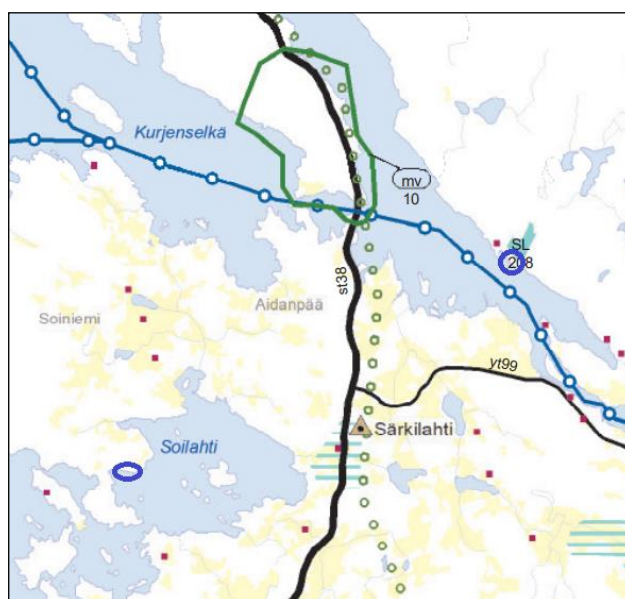 Kurjenselkä
mv
10
SL
208
st38
Aidanpää
Soiniemi
yt99
Särkilahti
Soilahti